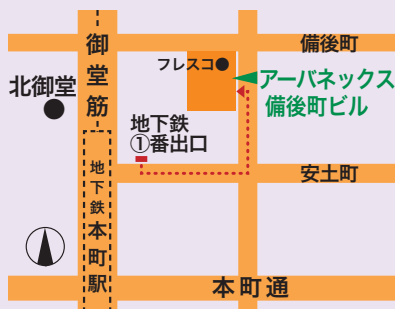 備後町
御堂筋
フレスコ
アーバネックス
備後町ビル
北御堂
地下鉄
①番出口
安土町
地下鉄本町駅
本町通